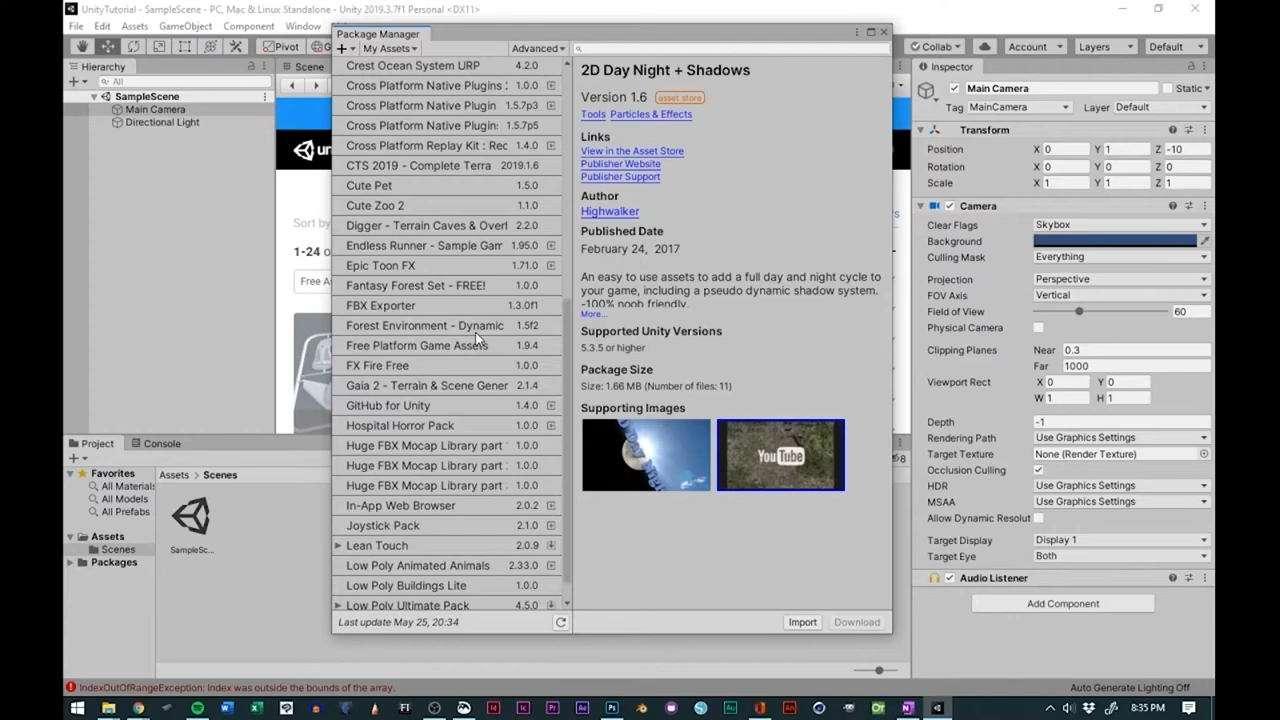 UnityTutorial - SampleScene - PC, Mac & Linux Standalone - Unity 2019.3.7f1 Personal <DX11>
File Edit Assets GameObject Component Window
Pivot
Collab Account Layers Default
Hierarchy
All
SampleScene
Main Camera
Directional Light
Scene
Sort by
1-24
Free As
Package Manager
My Assets Advanced
Crest Ocean System URP 4.2.0
Cross Platform Native Plugins 1.0.0
Cross Platform Native Plugin 1.5.7p3
Cross Platform Native Plugin: 1.5.7p5
Cross Platform Replay Kit : Rec 1.4.0
CTS 2019 - Complete Terra 2019.1.6
Cute Pet 1.5.0
Cute Zoo 2 1.1.0
Digger - Terrain Caves & Overl 2.2.0
Endless Runner - Sample Gam 1.95.0
Epic Toon FX 1.71.0
Fantasy Forest Set - FREE! 1.0.0
FBX Exporter 1.3.0f1
Forest Environment - Dynamic 1.5f2
Free Platform Game Assets 1.9.4
FX Fire Free 1.0.0
Gaia 2 - Terrain & Scene Gener 2.1.4
GitHub for Unity 1.4.0
Hospital Horror Pack 1.0.0
Huge FBX Mocap Library part 1.0.0
Huge FBX Mocap Library part 1.0.0
Huge FBX Mocap Library part 1.0.0
In-App Web Browser 2.0.2
Joystick Pack 2.1.0
Lean Touch 2.0.9
Low Poly Animated Animals 2.33.0
Low Poly Buildings Lite 1.0.0
Low Poly Ultimate Pack 4.5.0
Last update May 25, 20:34
2D Day Night + Shadows
Version 1.6 asset store
Tools Particles & Effects
Links
View in the Asset Store
Publisher Website
Publisher Support
Author
Highwalker
Published Date
February 24, 2017
An easy to use assets to add a full day and night cycle to
your game, including a pseudo dynamic shadow system.
-100% noob friendly.
More...
Supported Unity Versions
5.3.5 or higher
Package Size
Size: 1.66 MB (Number of files: 11)
Supporting Images
YouTube
Import Download
Inspector
Main Camera Static
Tag MainCamera Layer Default
Transform
Position X 0 Y 1 Z -10
Rotation X 0 Y 0 Z 0
Scale X 1 Y 1 Z 1
Camera
Clear Flags Skybox
Background
Culling Mask Everything
Projection Perspective
FOV Axis Vertical
Field of View 60
Physical Camera
Clipping Planes Near 0.3
Far 1000
Viewport Rect X 0 Y 0
W 1 H 1
Depth -1
Rendering Path Use Graphics Settings
Target Texture None (Render Texture)
Occlusion Culling
HDR Use Graphics Settings
MSAA Use Graphics Settings
Allow Dynamic Resolut
Target Display Display 1
Target Eye Both
Audio Listener
Add Component
Project Console
Favorites
All Materials
All Models
All Prefabs
Assets
Scenes
Packages
Assets Scenes
SampleSc...
8
IndexOutOfRangeException: Index was outside the bounds of the array.
Auto Generate Lighting Off
8:35 PM